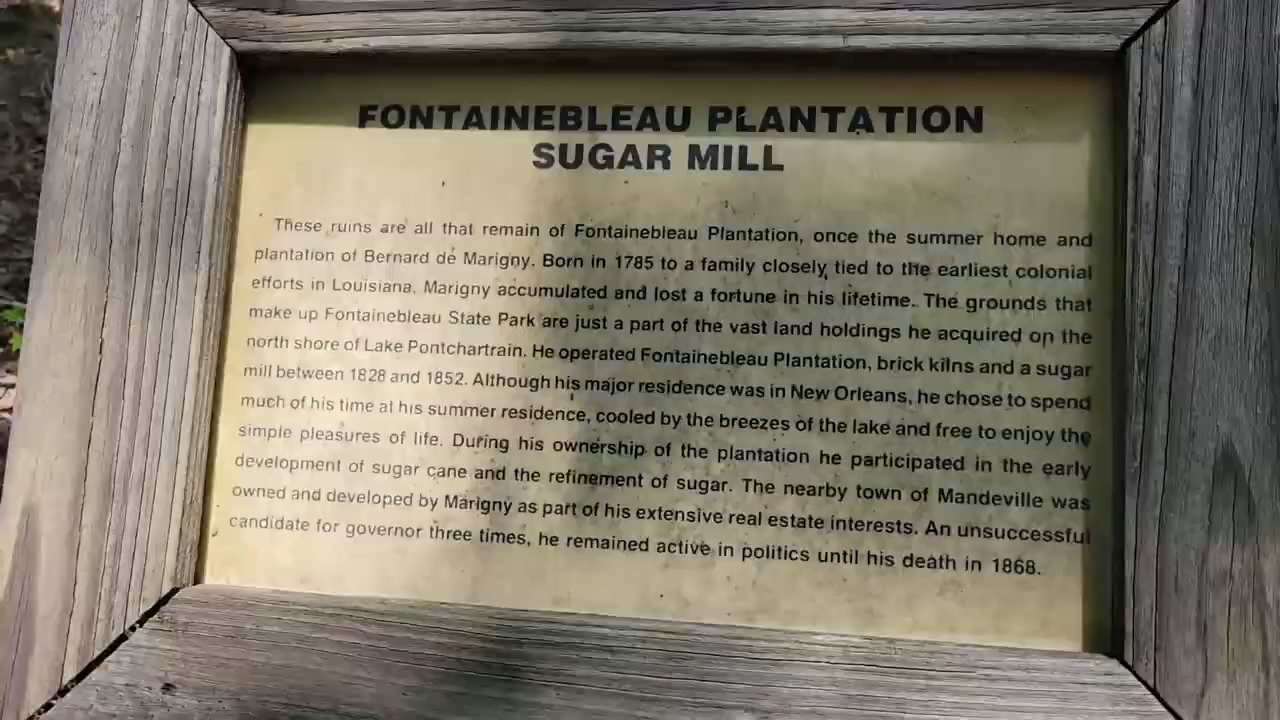 FONTAINEBLEAU PLANTATION
SUGAR MILL
These ruins are all that remain of Fontainebleau Plantation, once the summer home and
plantation of Bernard de Marigny. Born in 1785 to a family closely tied to the earliest colonial
efforts in Louisiana, Marigny accumulated and lost a fortune in his lifetime. The grounds that
make up Fontainebleau State Park are just a part of the vast land holdings he acquired on the
north shore of Lake Pontchartrain. He operated Fontainebleau Plantation, brick kilns and a sugar
mill between 1828 and 1852. Although his major residence was in New Orleans, he chose to spend
much of his time at his summer residence, cooled by the breezes of the lake and free to enjoy the
simple pleasures of life. During his ownership of the plantation he participated in the early
development of sugar cane and the refinement of sugar. The nearby town of Mandeville was
owned and developed by Marigny as part of his extensive real estate interests. An unsuccessful
candidate for governor three times, he remained active in politics until his death in 1868.